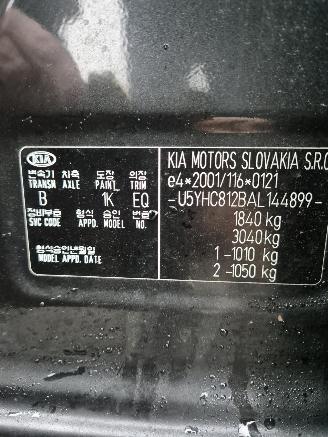 KIA
변속기 차축 도장 의장
TRANSM AXLE PAINT TRIM
B 1K EQ
정비부호 형식 승인 번호
SVC CODE APPD. MODEL NO.
형식승인년월일
MODEL APPD. DATE
KIA MOTORS SLOVAKIA S.R.O
e4*2001/116*0121
-U5YHC812BAL144899-
1840 kg
3040 kg
1-1010 kg
2-1050 kg